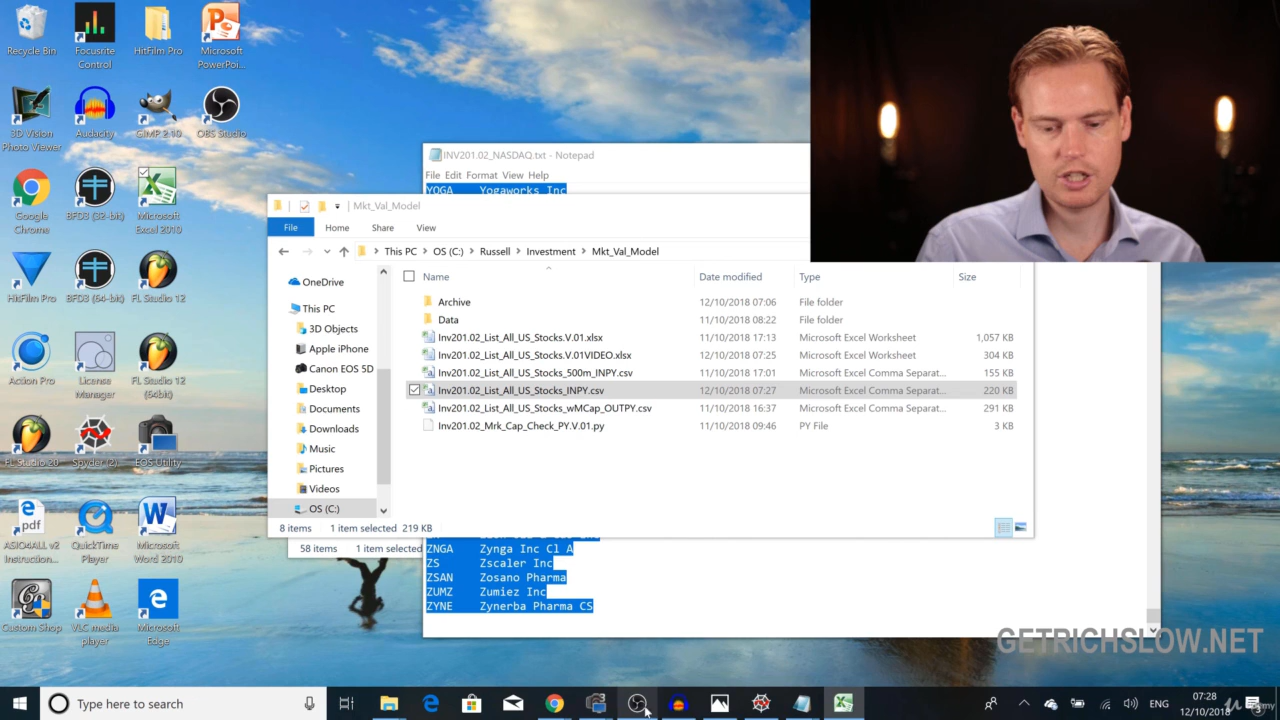 Recycle Bin
Focusrite Control
HitFilm Pro
Microsoft PowerPoi...
3D Vision Photo Viewer
Audacity
GIMP 2.10
OBS Studio
Google Chrome
BFD3 (32-bit)
Microsoft Excel 2010
HitFilm Pro
BFD3 (64-bit)
FL Studio 12
Action Pro
License Manager
FL Studio 12 (64bit)
FL Studio 20
Spyder (2)
EOS Utility
ASIO4ALL v2 Instruction...
QuickTime Player
Microsoft Word 2010
Custom Shop
VLC media player
Microsoft Edge
INV201.02_NASDAQ.txt - Notepad
File Edit Format View Help
YOGA Yogaworks Inc
Mkt_Val_Model
File Home Share View
This PC > OS (C:) > Russell > Investment > Mkt_Val_Model
Name Date modified Type Size
OneDrive
This PC
3D Objects
Apple iPhone
Canon EOS 5D
Desktop
Documents
Downloads
Music
Pictures
Videos
OS (C:)
Archive 12/10/2018 07:06 File folder
Data 11/10/2018 08:22 File folder
Inv201.02_List_All_US_Stocks.V.01.xlsx 11/10/2018 17:13 Microsoft Excel Worksheet 1,057 KB
Inv201.02_List_All_US_Stocks.V.01VIDEO.xlsx 12/10/2018 07:25 Microsoft Excel Worksheet 304 KB
Inv201.02_List_All_US_Stocks_500m_INPY.csv 11/10/2018 17:01 Microsoft Excel Comma Separat... 155 KB
Inv201.02_List_All_US_Stocks_INPY.csv 12/10/2018 07:27 Microsoft Excel Comma Separat... 220 KB
Inv201.02_List_All_US_Stocks_wMCap_OUTPY.csv 11/10/2018 16:37 Microsoft Excel Comma Separat... 291 KB
Inv201.02_Mrk_Cap_Check_PY.V.01.py 11/10/2018 09:46 PY File 3 KB
8 items 1 item selected 219 KB
58 items 1 item selected
ZNGA Zynga Inc Cl A
ZS Zscaler Inc
ZSAN Zosano Pharma
ZUMZ Zumiez Inc
ZYNE Zynerba Pharma CS
GETRICHSLOW.NET
Type here to search
ENG
07:28
12/10/2018